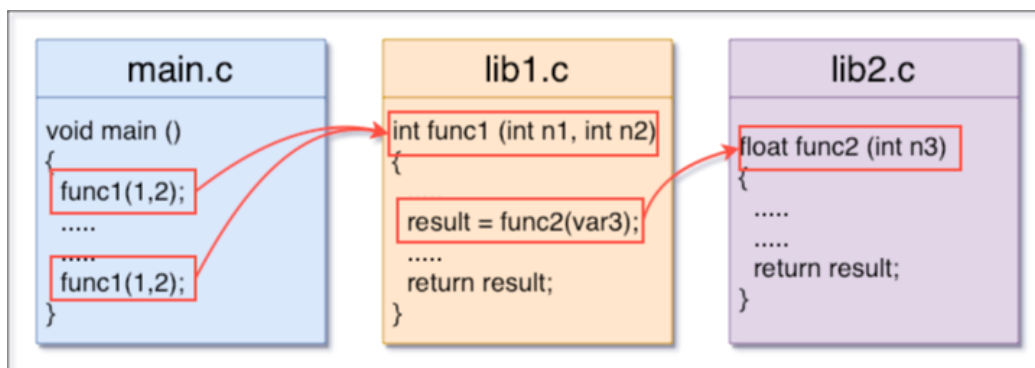 main.c
void main ()
{
func1(1,2);
.....
.....
func1(1,2);
}
lib1.c
int func1 (int n1, int n2)
{
.....
result = func2(var3);
.....
return result;
}
lib2.c
float func2 (int n3)
{
.....
.....
return result;
}